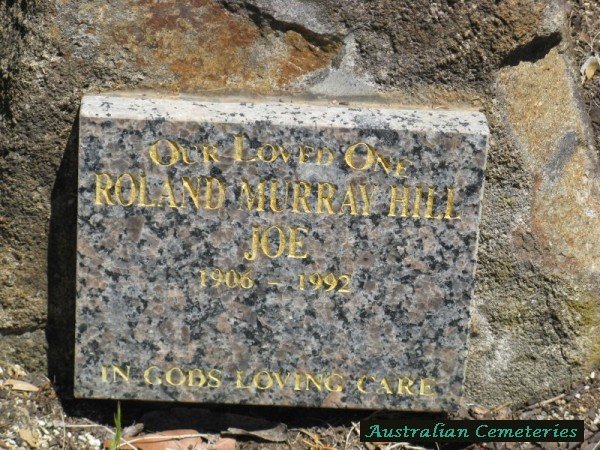 OUR LOVED ONE
ROLAND MURRAY HILL
JOE
1906 - 1992
IN GODS LOVING CARE
Australian Cemeteries